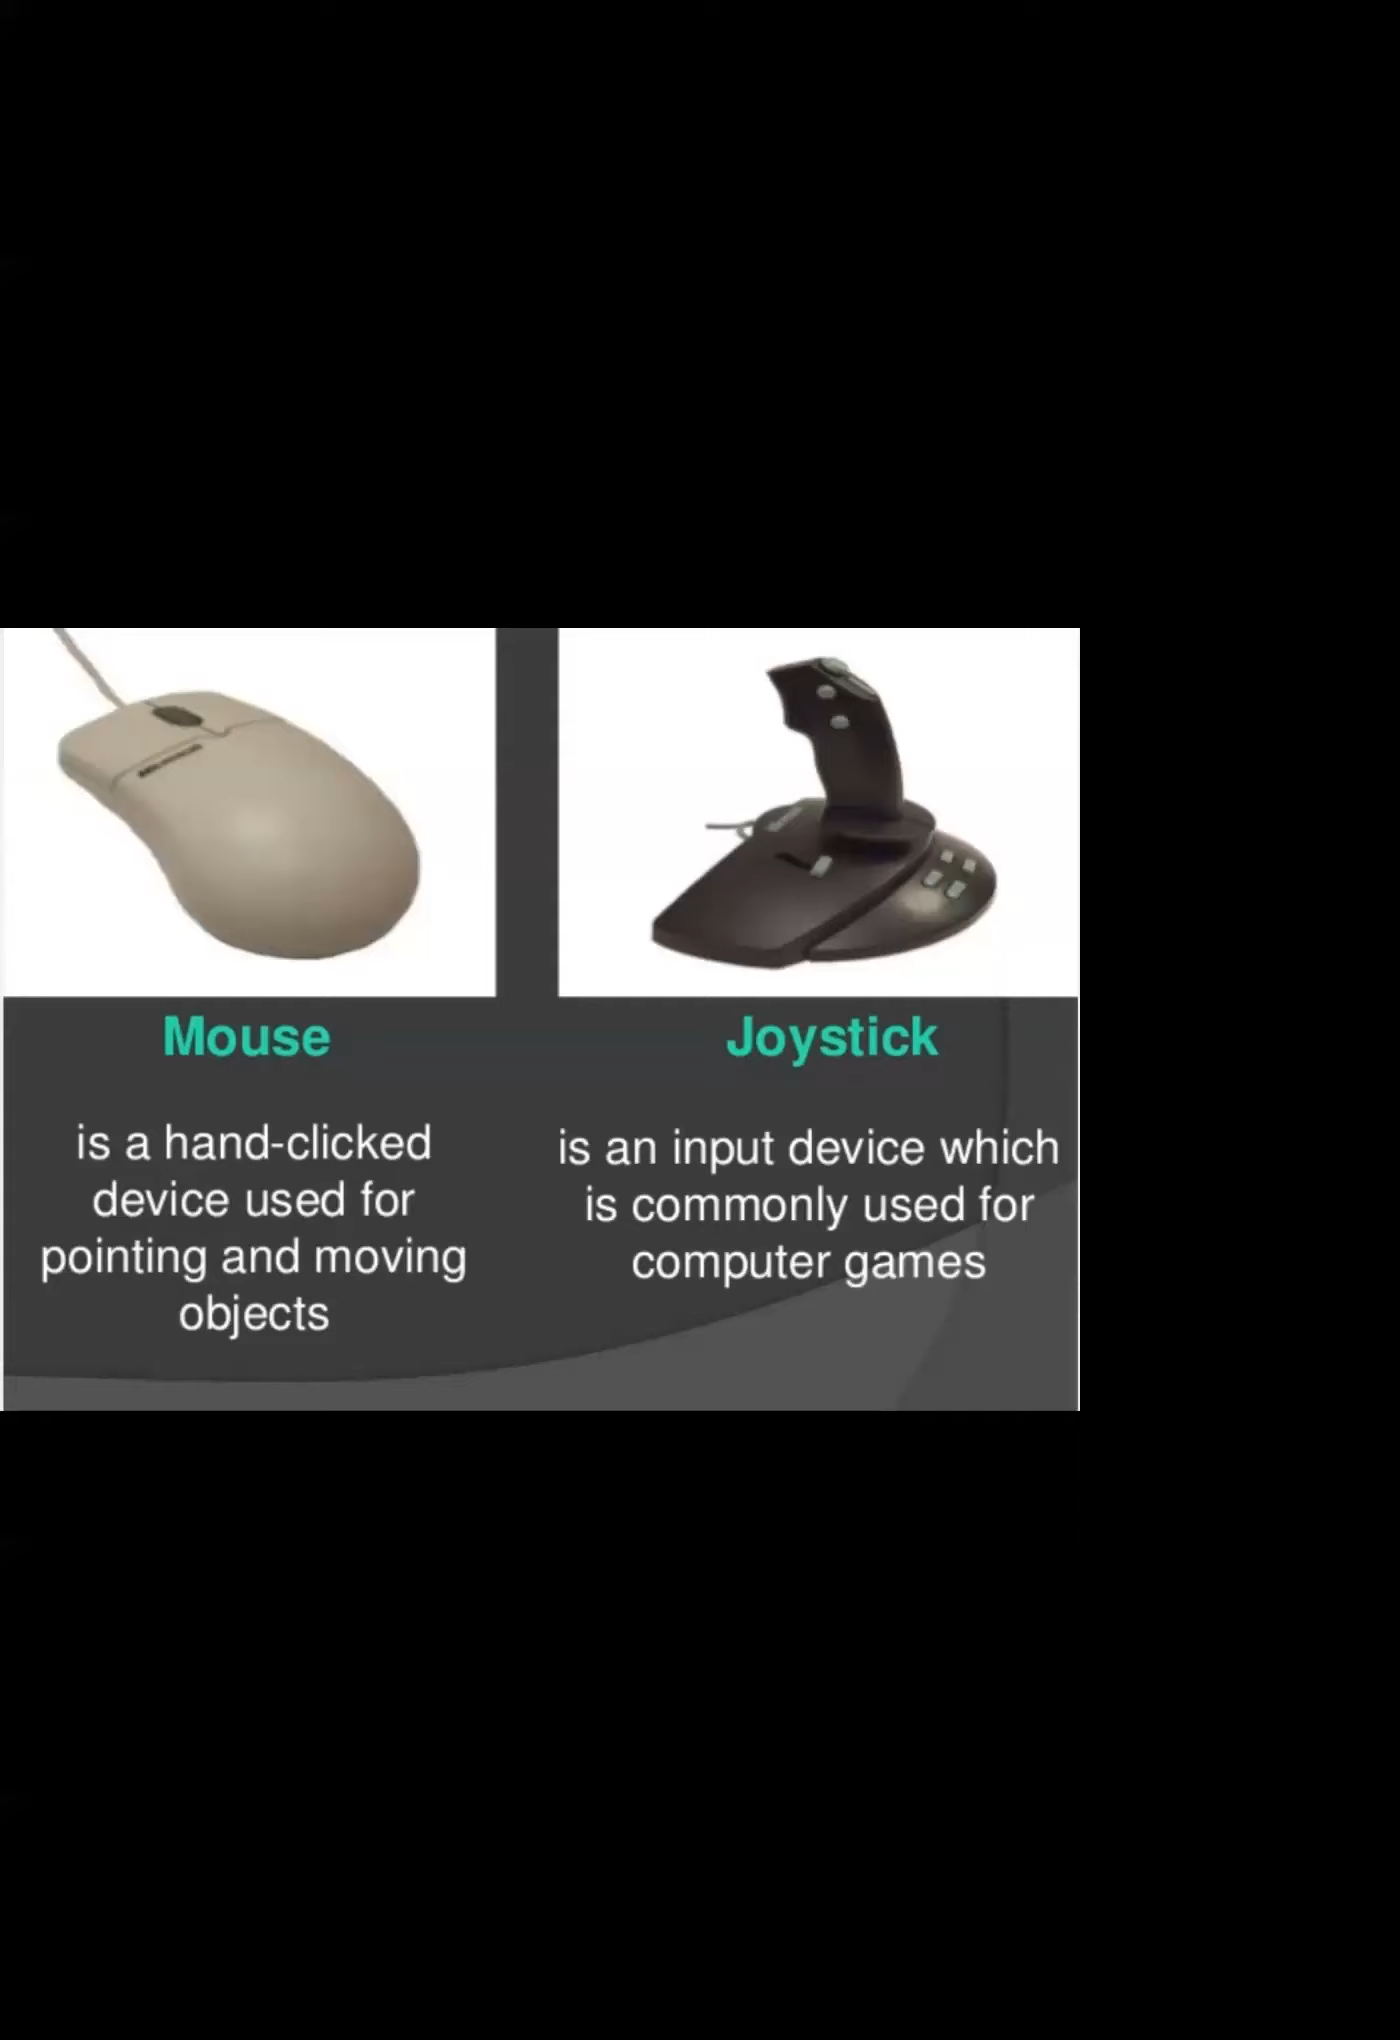 Mouse
is a hand-clicked
device used for
pointing and moving
objects
Joystick
is an input device which
is commonly used for
computer games